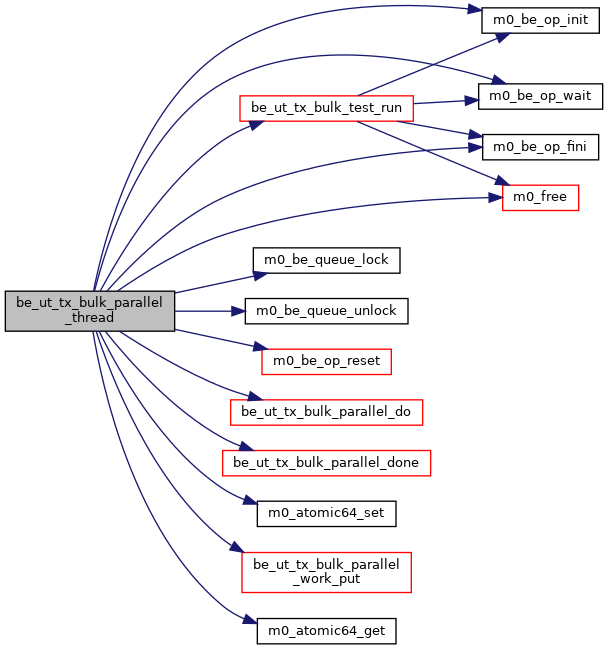 m0_be_op_init
m0_be_op_wait
be_ut_tx_bulk_test_run
m0_be_op_fini
m0_free
m0_be_queue_lock
be_ut_tx_bulk_parallel
_thread
m0_be_queue_unlock
m0_be_op_reset
be_ut_tx_bulk_parallel_do
be_ut_tx_bulk_parallel_done
m0_atomic64_set
be_ut_tx_bulk_parallel
_work_put
m0_atomic64_get